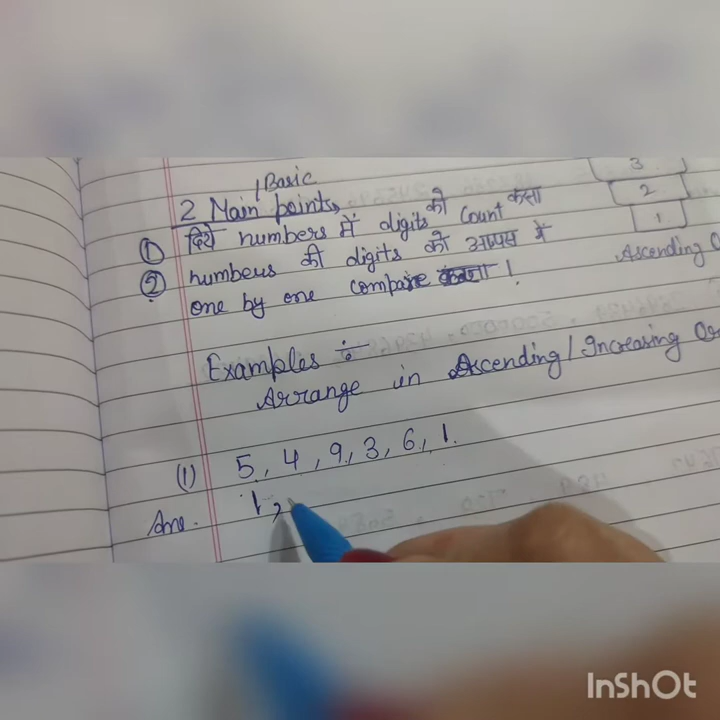 Basic
2 Main points
① दिये numbers में digits को count करना
② numbers की digits को आपस में
one by one compare करना।
3
2
1
Ascending O
Examples ÷
Arrange in Ascending/Increasing Or
(1) 5, 4, 9, 3, 6, 1.
Ans. 1,
InShOt